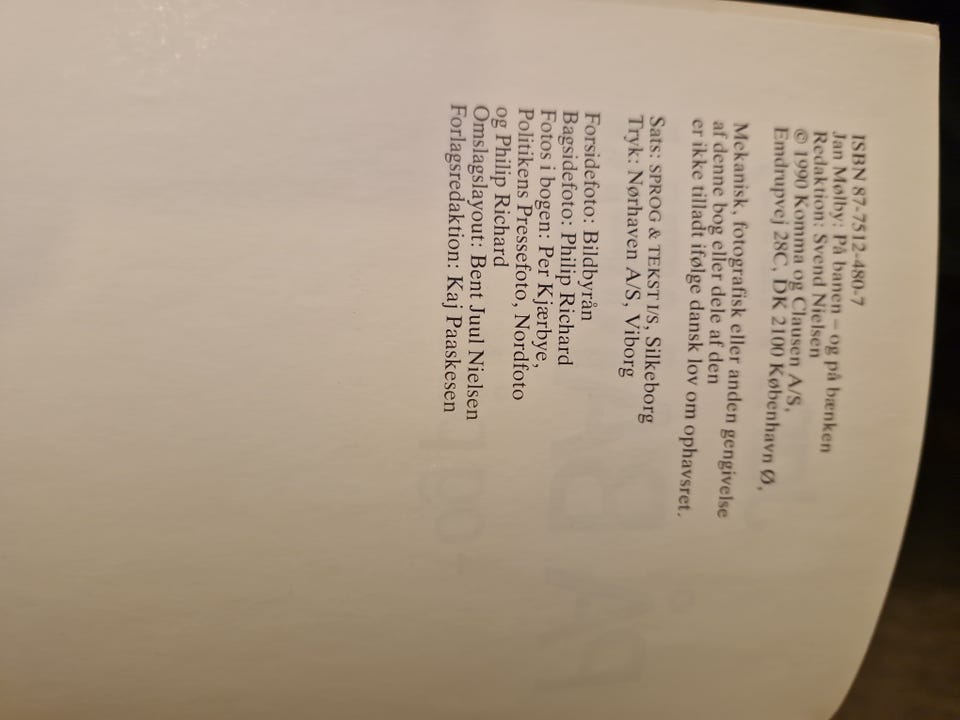 ISBN 87-7512-480-7
Jan Mølby: På banen – og på bænken
Redaktion: Svend Nielsen
© 1990 Komma og Clausen A/S,
Emdrupvej 28C, DK 2100 København Ø,
Mekanisk, fotografisk eller anden gengivelse
af denne bog eller dele af den
er ikke tilladt ifølge dansk lov om ophavsret.
Sats: SPROG & TEKST I/S, Silkeborg
Tryk: Nørhaven A/S, Viborg
Forsidefoto: Bildbyrån
Bagsidefoto: Philip Richard
Fotos i bogen: Per Kjærbye,
Politikens Pressefoto, Nordfoto
og Philip Richard
Omslagslayout: Bent Juul Nielsen
Forlagsredaktion: Kaj Paaskesen